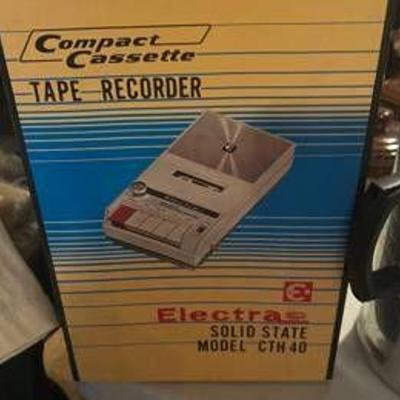 Compact
Cassette
TAPE RECORDER
Electra
SOLID STATE
MODEL CTH 40